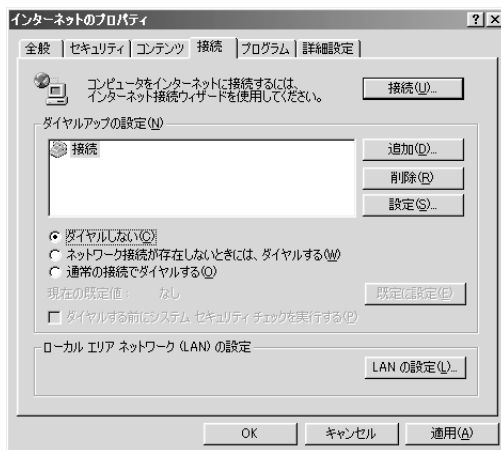 インターネットのプロパティ
全般 セキュリティ コンテンツ 接続 プログラム 詳細設定
コンピュータをインターネットに接続するには、
インターネット接続ウィザードを使用してください。
接続(U)...
ダイヤルアップの設定(N)
接続
追加(D)...
削除(R)
設定(S)...
ダイヤルしない(C)
ネットワーク接続が存在しないときには、ダイヤルする(W)
通常の接続でダイヤルする(O)
現在の既定値： なし
既定に設定(E)
ダイヤルする前にシステム セキュリティ チェックを実行する(P)
ローカル エリア ネットワーク (LAN) の設定
LAN の設定(L)...
OK キャンセル 適用(A)